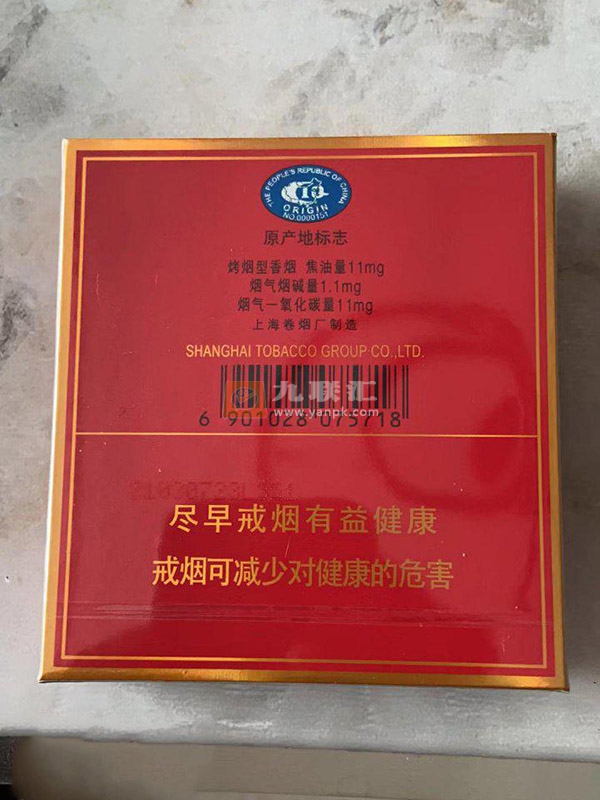 THE PEOPLE'S REPUBLIC OF CHINA
ORIGIN
NO.0000151
原产地标志
烤烟型香烟 焦油量11mg
烟气烟碱量1.1mg
烟气一氧化碳量11mg
上海卷烟厂制造
SHANGHAI TOBACCO GROUP CO.,LTD.
九联汇
www.yanpk.com
6 901028 075718
尽早戒烟有益健康
戒烟可减少对健康的危害